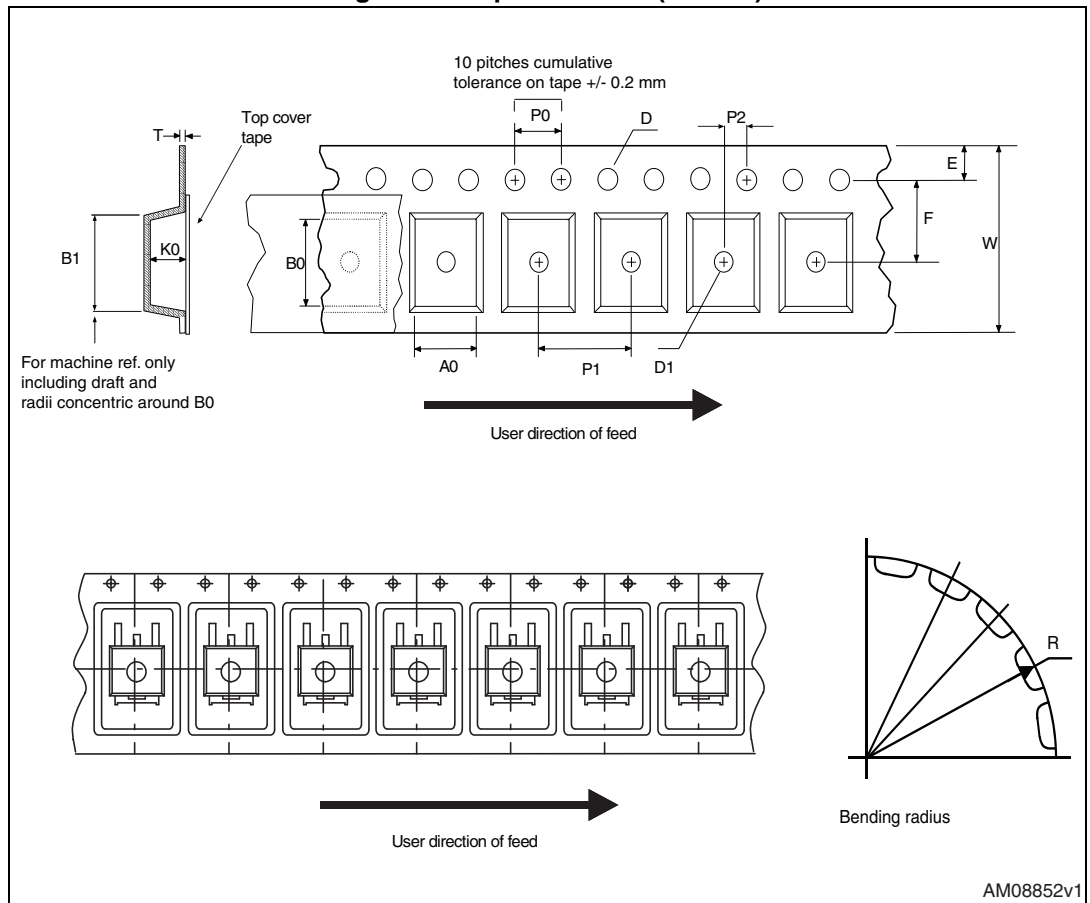 10 pitches cumulative
tolerance on tape +/- 0.2 mm
P0
D
P2
T
Top cover
tape
E
F
W
B1
K0
B0
For machine ref. only
including draft and
radii concentric around B0
A0
P1
D1
User direction of feed
R
Bending radius
User direction of feed
AM08852v1